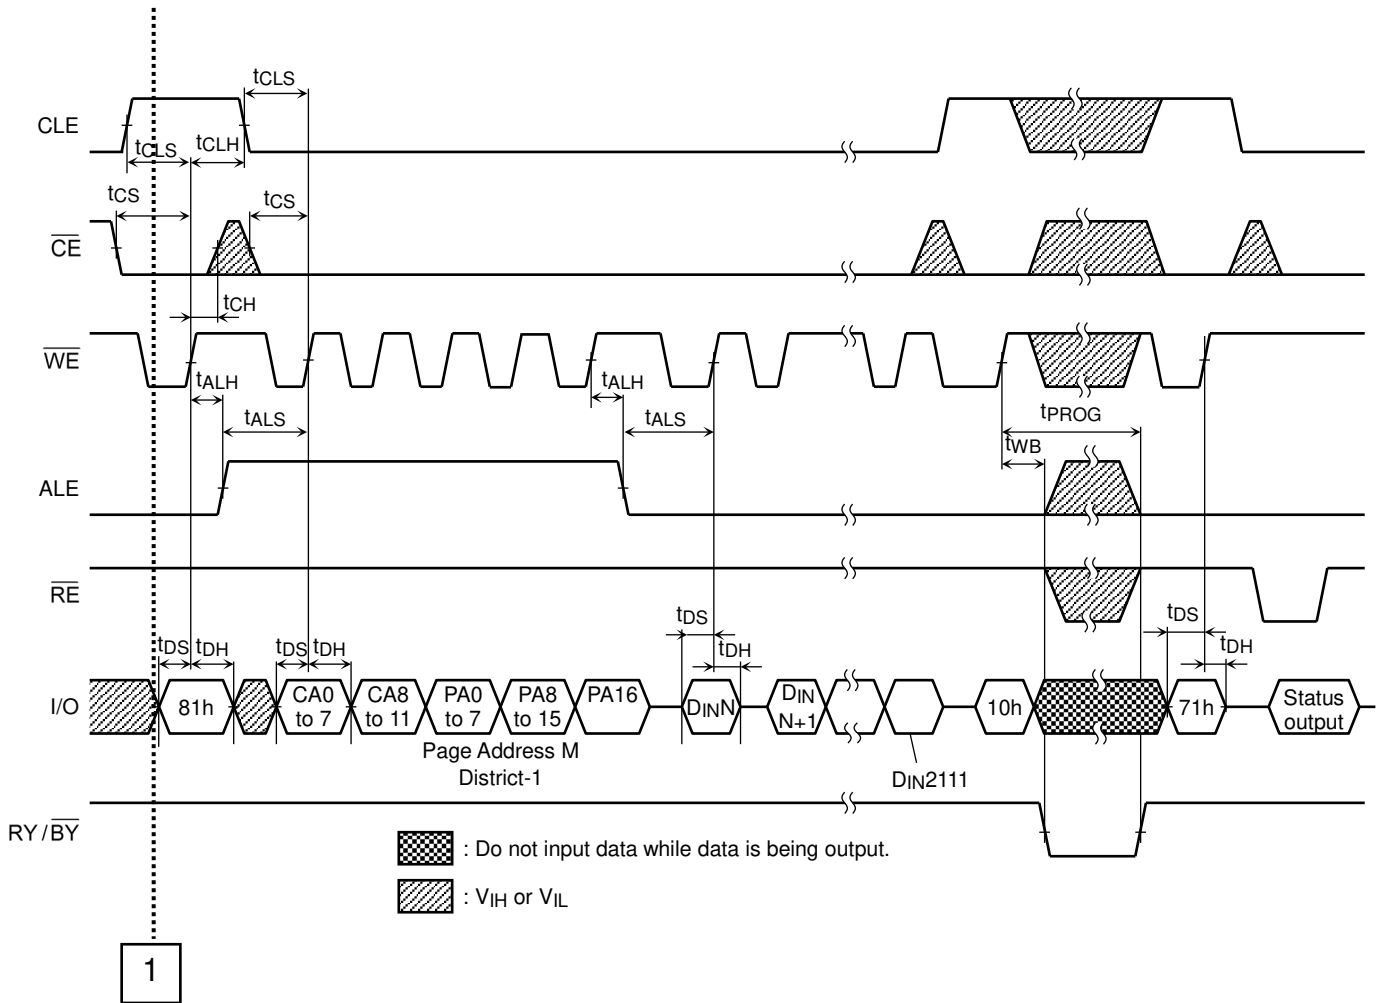 tCLS
CLE
tCLS
tCLH
tCS
tCS
CE
tCH
WE
tALH
tALH
tALS
tALS
tPROG
tWB
ALE
RE
tDS
tDH
tDS
tDH
tDS
tDH
tDS
tDH
I/O
81h
CA0
to 7
CA8
to 11
PA0
to 7
PA8
to 15
PA16
DINN
DIN
N+1
10h
71h
Status
output
Page Address M
District-1
DIN2111
RY/BY
: Do not input data while data is being output.
: VIH or VIL
1